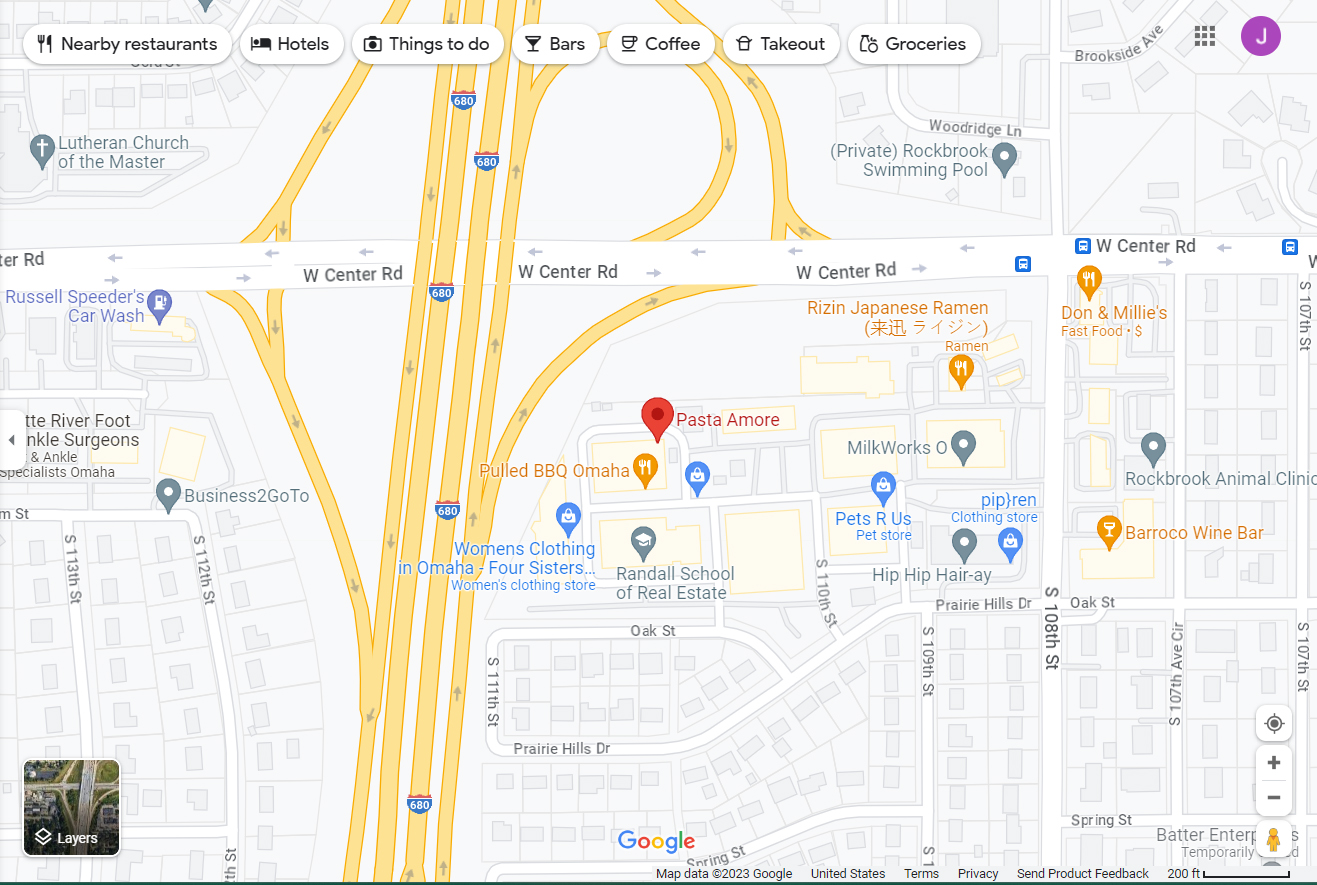 Nearby restaurants
Hotels
Things to do
Bars
Coffee
Takeout
Groceries
J
Brookside Ave
Woodridge Ln
Lutheran Church
of the Master
680
680
(Private) Rockbrook
Swimming Pool
ter Rd
W Center Rd
W Center Rd
W Center Rd
W Center Rd
W
680
Russell Speeder's
Car Wash
Rizin Japanese Ramen
(来迅 ライジン)
Ramen
Don & Millie's
Fast Food • $
S 107th St
tte River Foot
nkle Surgeons
& Ankle
Specialists Omaha
Pasta Amore
Pulled BBQ Omaha
MilkWorks O
Rockbrook Animal Clinic
Business2GoTo
m St
680
Pets R Us
Pet store
pip}ren
Clothing store
Barroco Wine Bar
Womens Clothing
in Omaha - Four Sisters...
Women's clothing store
Randall School
of Real Estate
Hip Hip Hair-ay
S 113th St
S 112th St
S 110th St
Prairie Hills Dr
Oak St
Oak St
S 108th St
S 111th St
S 109th St
S 107th Ave Cir
S 107th St
Prairie Hills Dr
680
Layers
Google
Spring St
Spring St
Batter Enterp s
Temporarily d
2th St
S 1
Map data ©2023 Google
United States
Terms
Privacy
Send Product Feedback
200 ft